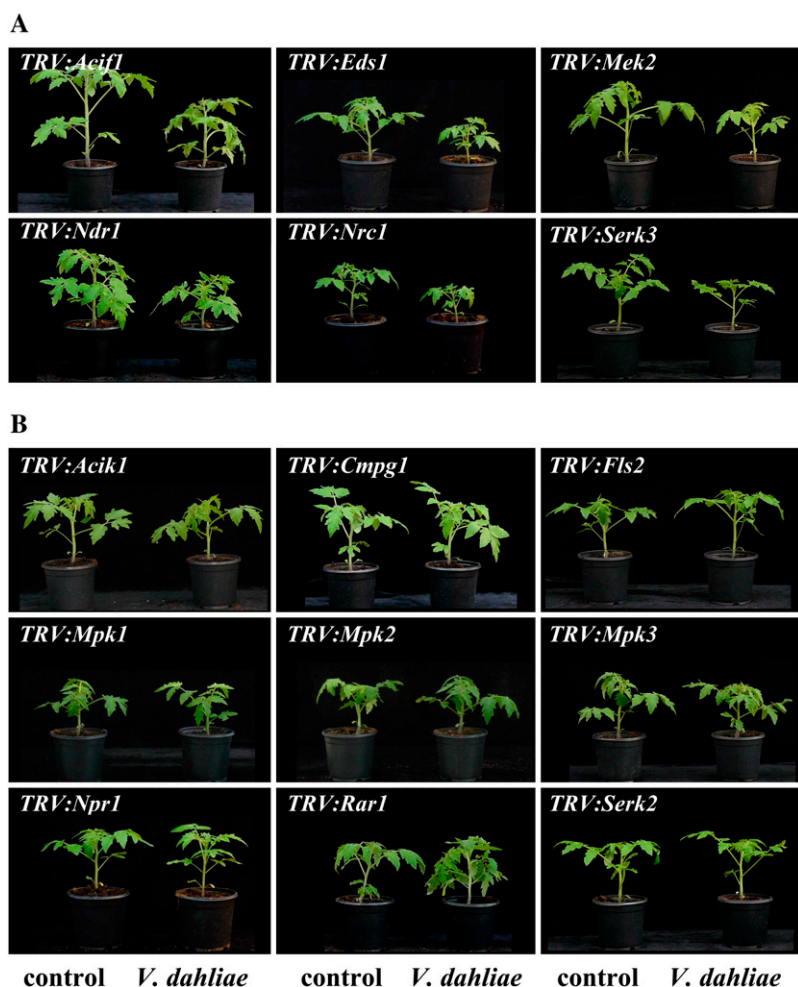 A
TRV:Acif1 TRV:Eds1 TRV:Mek2
TRV:Ndr1 TRV:Nrc1 TRV:Serk3
B
TRV:Acik1 TRV:Cmpg1 TRV:Fls2
TRV:Mpk1 TRV:Mpk2 TRV:Mpk3
TRV:Npr1 TRV:Rar1 TRV:Serk2
control V. dahliae control V. dahliae control V. dahliae